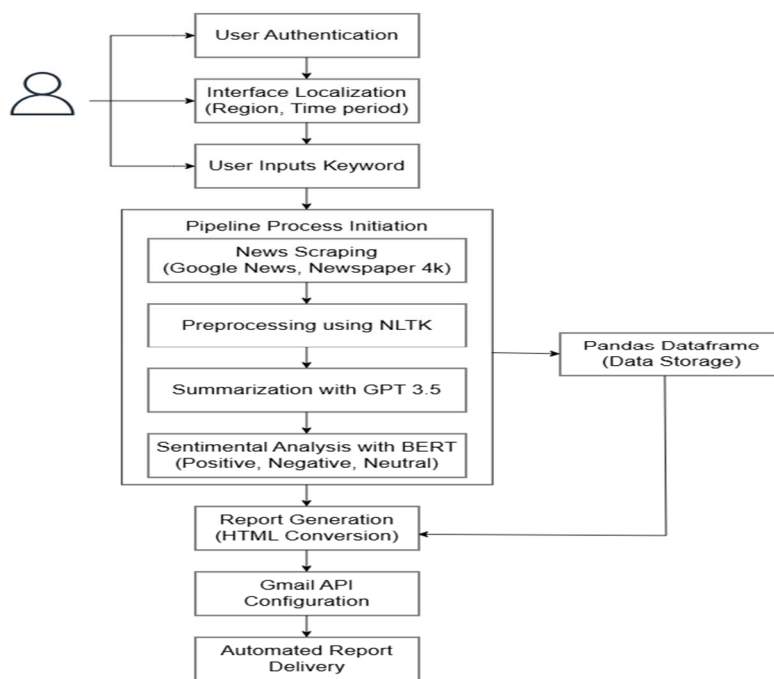 User Authentication
Interface Localization
(Region, Time period)
User Inputs Keyword
Pipeline Process Initiation
News Scraping
(Google News, Newspaper 4k)
Preprocessing using NLTK
Pandas Dataframe
(Data Storage)
Summarization with GPT 3.5
Sentimental Analysis with BERT
(Positive, Negative, Neutral)
Report Generation
(HTML Conversion)
Gmail API
Configuration
Automated Report
Delivery